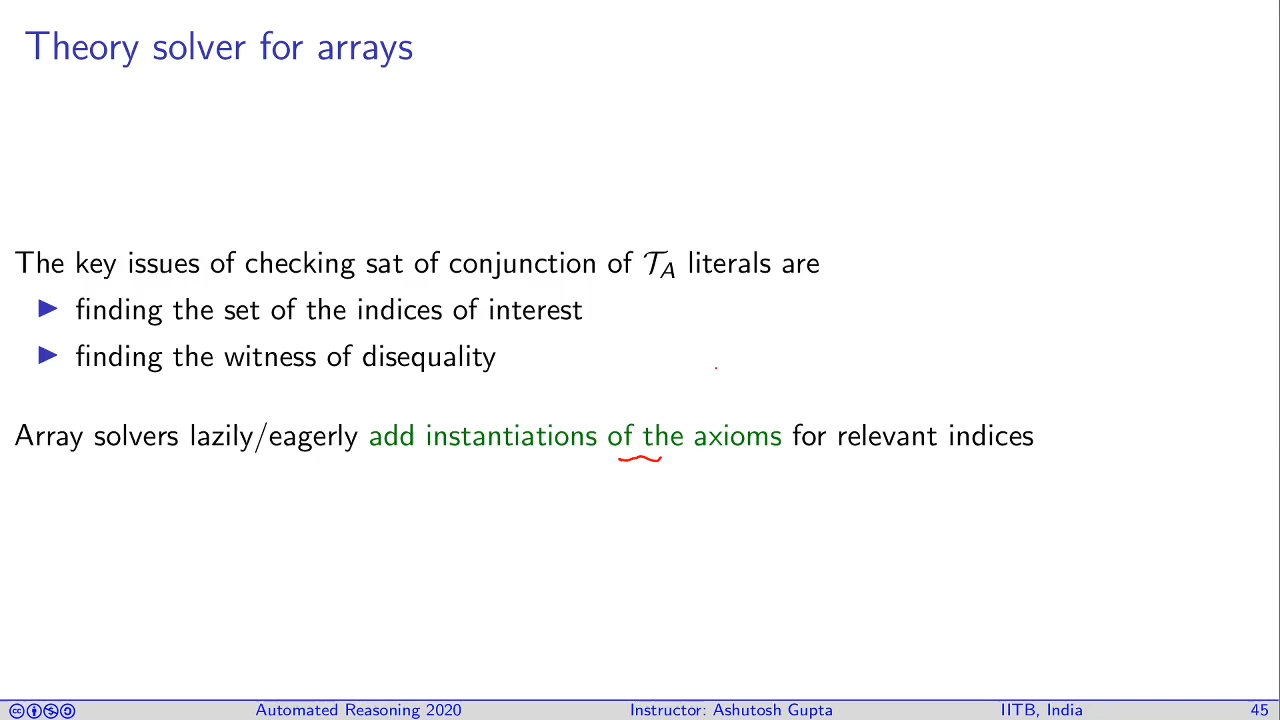 Theory solver for arrays
The key issues of checking sat of conjunction of 𝒯A literals are
▶ finding the set of the indices of interest
▶ finding the witness of disequality
Array solvers lazily/eagerly add instantiations of the axioms for relevant indices
Automated Reasoning 2020 Instructor: Ashutosh Gupta IITB, India 45